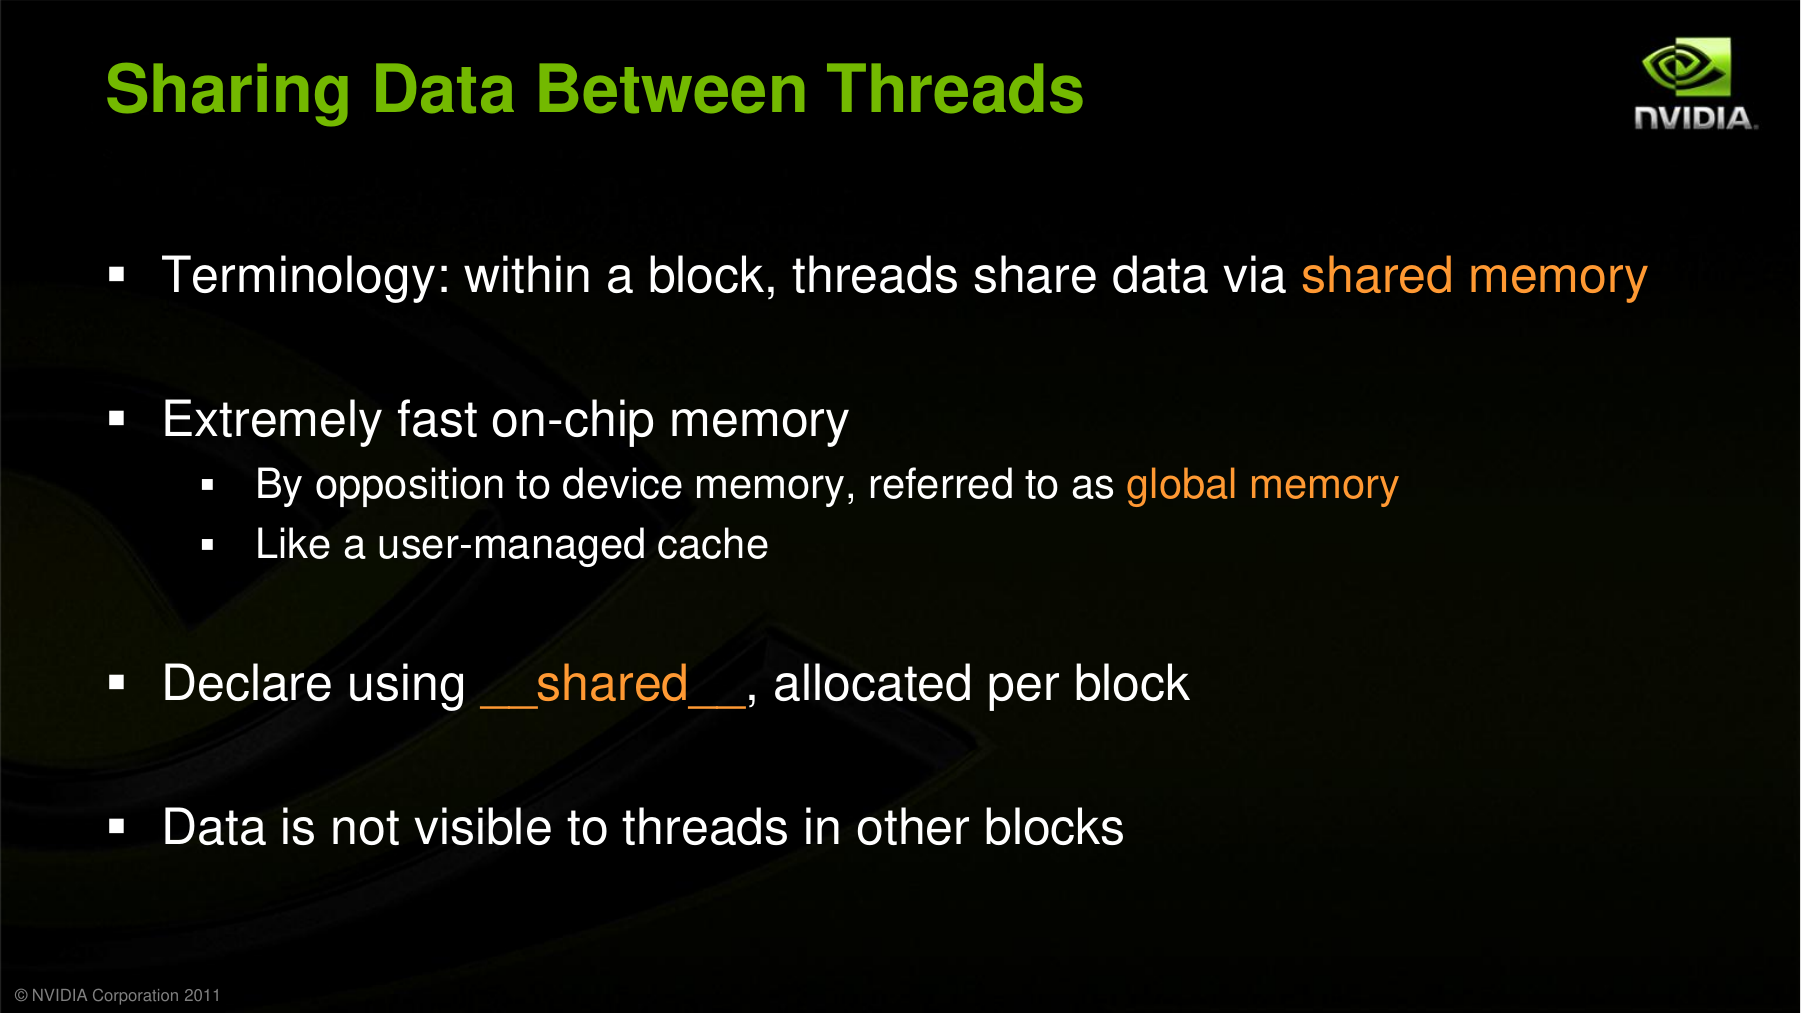 Sharing Data Between Threads
NVIDIA.
▪ Terminology: within a block, threads share data via shared memory
▪ Extremely fast on-chip memory
▪ By opposition to device memory, referred to as global memory
▪ Like a user-managed cache
▪ Declare using __shared__, allocated per block
▪ Data is not visible to threads in other blocks
© NVIDIA Corporation 2011